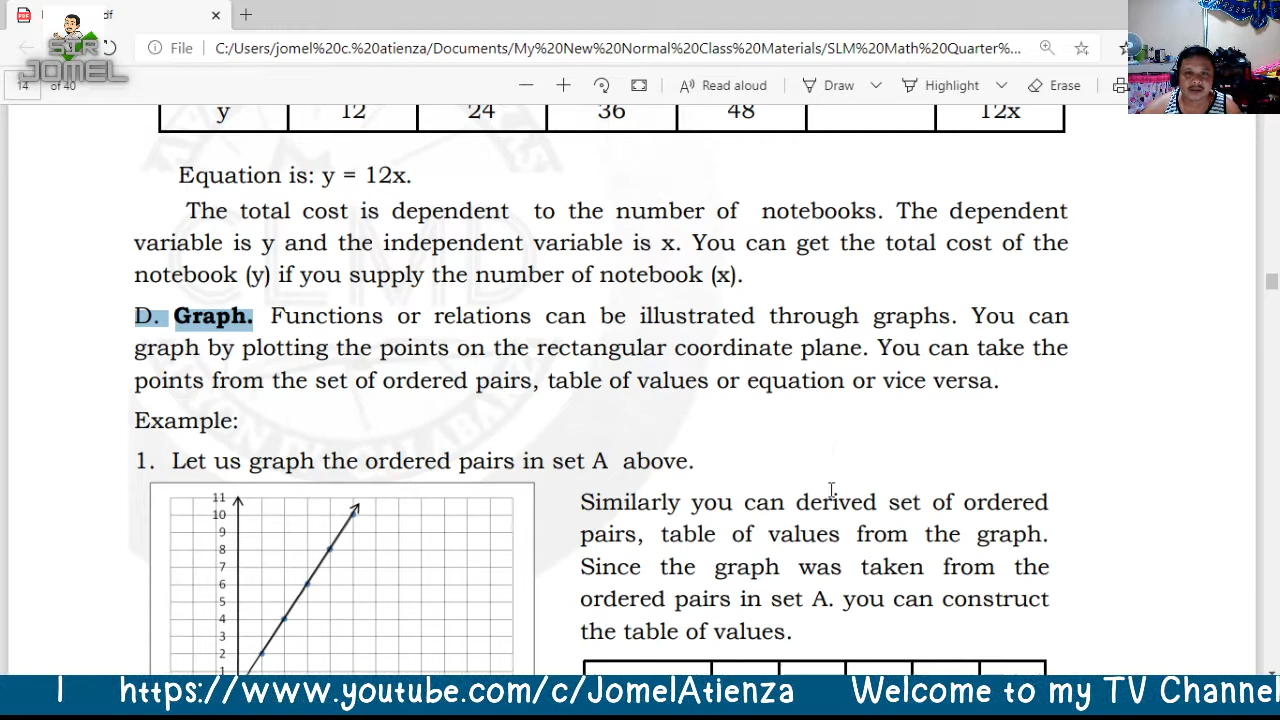 df
SIR
JOMEL
File
C:/Users/jomel%20c.%20atienza/Documents/My%20New%20Normal%20Class%20Materials/SLM%20Math%20Quarter%...
14
of 40
Read aloud
Draw
Highlight
Erase
y 12 24 36 48 12x
Equation is: y = 12x.
The total cost is dependent to the number of notebooks. The dependent
variable is y and the independent variable is x. You can get the total cost of the
notebook (y) if you supply the number of notebook (x).
D. Graph. Functions or relations can be illustrated through graphs. You can
graph by plotting the points on the rectangular coordinate plane. You can take the
points from the set of ordered pairs, table of values or equation or vice versa.
Example:
1. Let us graph the ordered pairs in set A above.
11
10
9
8
7
6
5
4
3
2
1
Similarly you can derived set of ordered
pairs, table of values from the graph.
Since the graph was taken from the
ordered pairs in set A. you can construct
the table of values.
l https://www.youtube.com/c/JomelAtienza Welcome to my TV Channel